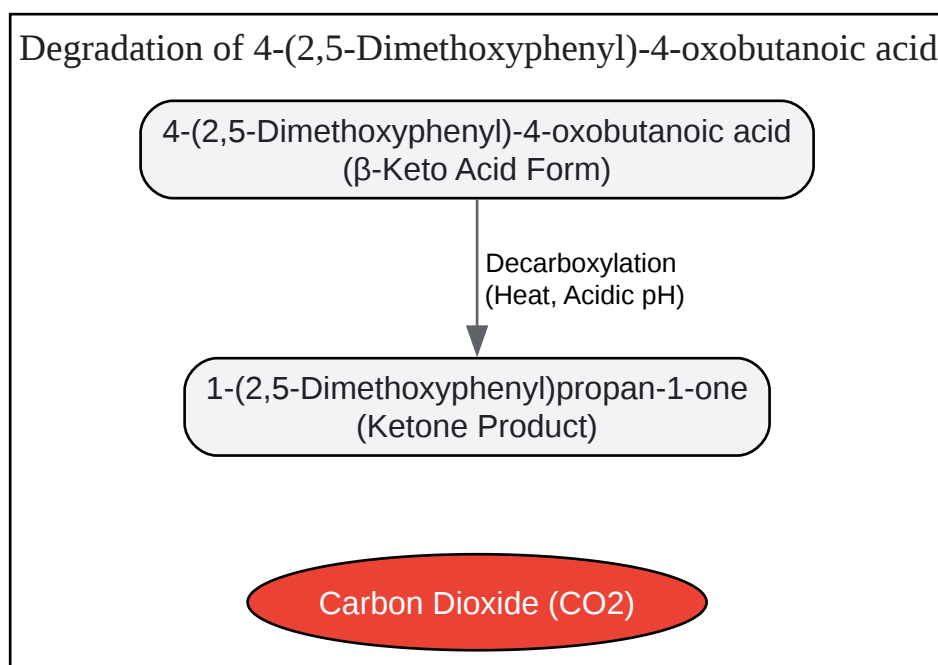 Degradation of 4-(2,5-Dimethoxyphenyl)-4-oxobutanoic acid
4-(2,5-Dimethoxyphenyl)-4-oxobutanoic acid
(β-Keto Acid Form)
Decarboxylation
(Heat, Acidic pH)
1-(2,5-Dimethoxyphenyl)propan-1-one
(Ketone Product)
Carbon Dioxide (CO2)